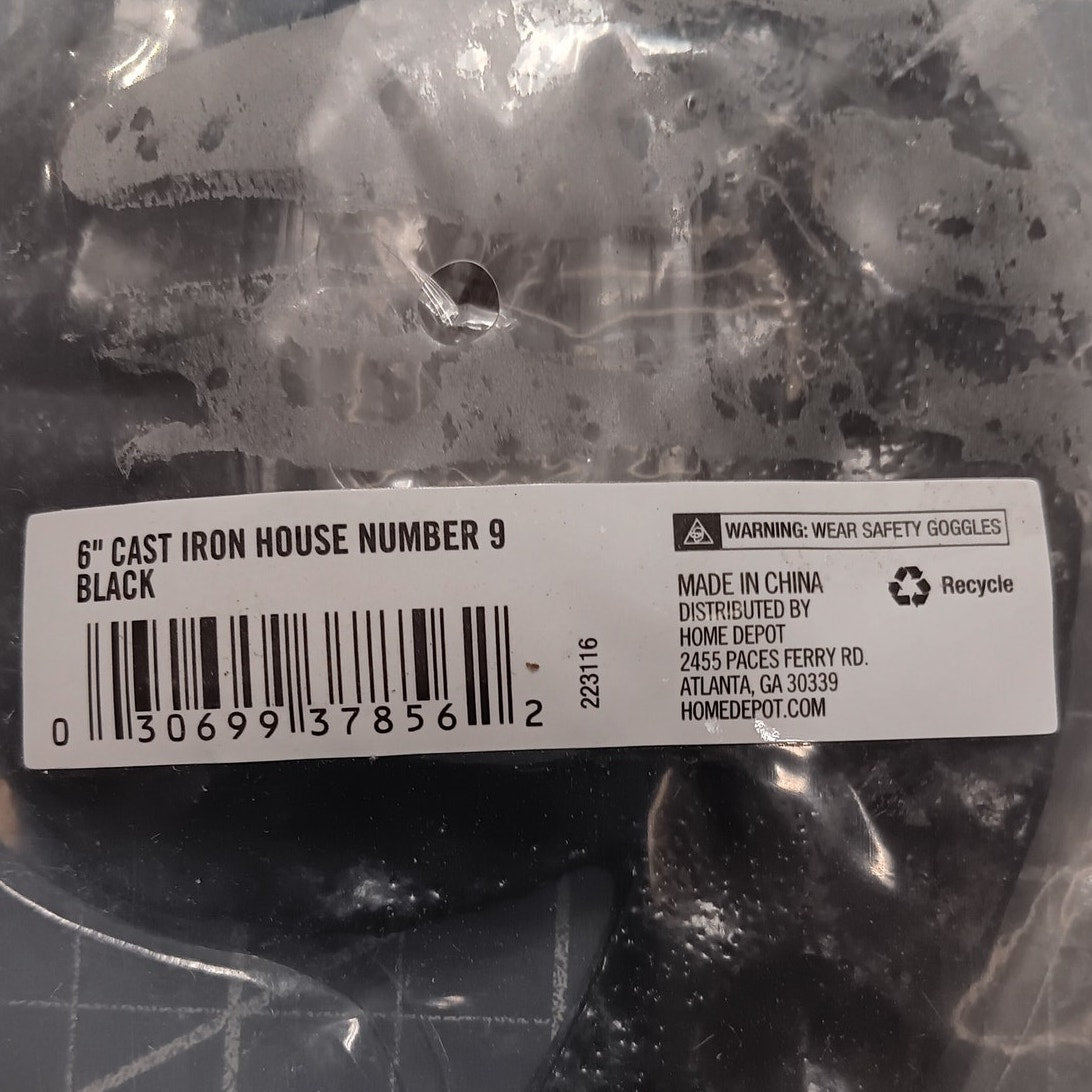 6" CAST IRON HOUSE NUMBER 9
BLACK
0 30699 37856 2
223116
WARNING: WEAR SAFETY GOGGLES
MADE IN CHINA
Recycle
DISTRIBUTED BY
HOME DEPOT
2455 PACES FERRY RD.
ATLANTA, GA 30339
HOMEDEPOT.COM